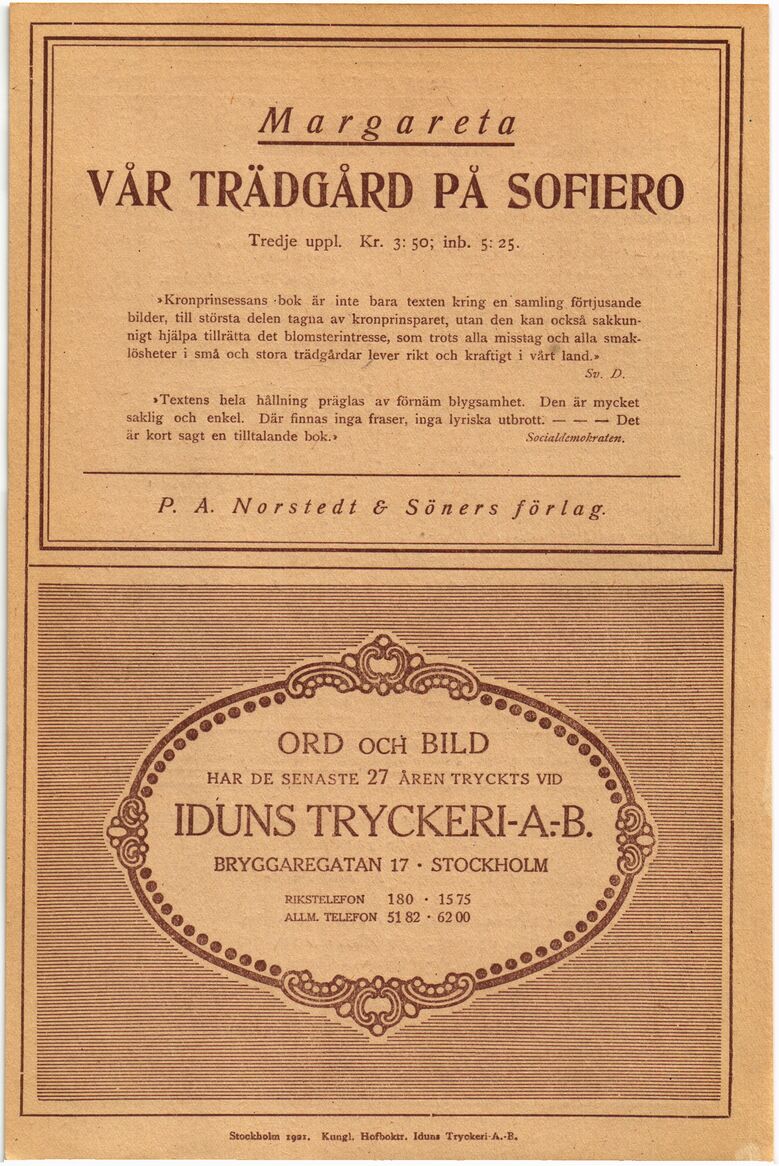 Margareta
VÅR TRÄDGÅRD PÅ SOFIERO
Tredje uppl. Kr. 3: 50; inb. 5: 25.
»Kronprinsessans bok är inte bara texten kring en samling förtjusande
bilder, till största delen tagna av kronprinsparet, utan den kan också sakkun-
nigt hjälpa tillrätta det blomsterintresse, som trots alla misstag och alla smak-
lösheter i små och stora trädgårdar lever rikt och kraftigt i vårt land.»
Sv. D.
»Textens hela hållning präglas av förnäm blygsamhet. Den är mycket
saklig och enkel. Där finnas inga fraser, inga lyriska utbrott. — — — Det
är kort sagt en tilltalande bok.» Socialdemokraten.
P. A. Norstedt & Söners förlag.
ORD OCH BILD
HAR DE SENASTE 27 ÅREN TRYCKTS VID
IDUNS TRYCKERI-A.-B.
BRYGGAREGATAN 17 · STOCKHOLM
RIKSTELEFON 180 · 15 75
ALLM. TELEFON 51 82 · 62 00
Stockholm 1921. Kungl. Hofboktr. Iduns Tryckeri-A.-B.